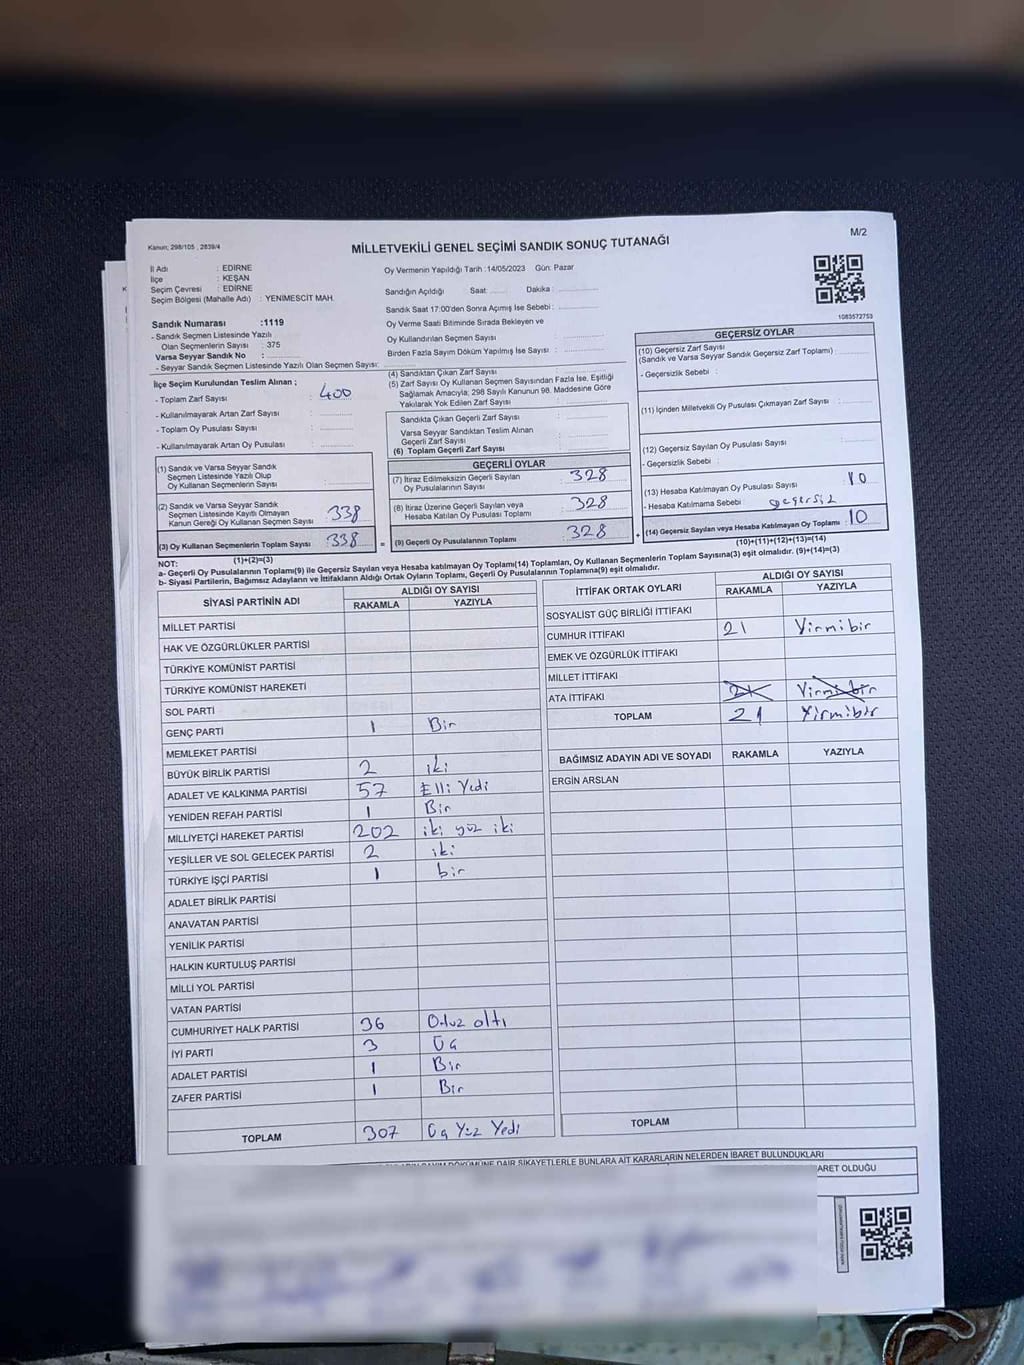 Kanun; 298/105 , 2839/4
MİLLETVEKİLİ GENEL SEÇİMİ SANDIK SONUÇ TUTANAĞI
M/2
İl Adı : EDİRNE
İlçe : KEŞAN
Seçim Çevresi : EDİRNE
Seçim Bölgesi (Mahalle Adı) : YENİMESCİT MAH.
Sandık Numarası :1119
- Sandık Seçmen Listesinde Yazılı
Olan Seçmenlerin Sayısı : 375
Varsa Seyyar Sandık No :
- Seyyar Sandık Seçmen Listesinde Yazılı Olan Seçmen Sayısı:
Oy Vermenin Yapıldığı Tarih :14/05/2023 Gün: Pazar
Sandığın Açıldığı Saat: Dakika :
Sandık Saat 17:00'den Sonra Açımış İse Sebebi :
Oy Verme Saati Bitiminde Sırada Bekleyen ve
Oy Kullandırılan Seçmen Sayısı :
Birden Fazla Sayım Döküm Yapılmış İse Sayısı :
1083572753
İlçe Seçim Kurulundan Teslim Alınan ;
- Toplam Zarf Sayısı : 400
- Kullanılmayarak Artan Zarf Sayısı :
- Toplam Oy Pusulası Sayısı :
- Kullanılmayarak Artan Oy Pusulası :
(4) Sandıktan Çıkan Zarf Sayısı :
(5) Zarf Sayısı Oy Kullanan Seçmen Sayısından Fazla İse, Eşitliği
Sağlamak Amacıyla; 298 Sayılı Kanunun 98. Maddesine Göre
Yakılarak Yok Edilen Zarf Sayısı :
Sandıkta Çıkan Geçerli Zarf Sayısı :
Varsa Seyyar Sandıktan Teslim Alınan
Geçerli Zarf Sayısı :
(6) Toplam Geçerli Zarf Sayısı :
GEÇERSİZ OYLAR
(10) Geçersiz Zarf Sayısı
(Sandık ve Varsa Seyyar Sandık Geçersiz Zarf Toplamı) :
- Geçersizlik Sebebi :
(11) İçinden Milletvekili Oy Pusulası Çıkmayan Zarf Sayısı :
(12) Geçersiz Sayılan Oy Pusulası Sayısı :
- Geçersizlik Sebebi :
(13) Hesaba Katılmayan Oy Pusulası Sayısı : 10
- Hesaba Katılmama Sebebi : geçersiz
(14) Geçersiz Sayılan veya Hesaba Katılmayan Oy Toplamı : 10
(10)+(11)+(12)+(13)=(14)
(1) Sandık ve Varsa Seyyar Sandık
Seçmen Listesinde Yazılı Olup
Oy Kullanan Seçmenlerin Sayısı :
(2) Sandık ve Varsa Seyyar Sandık
Seçmen Listesinde Kayıtlı Olmayan
Kanun Gereği Oy Kullanan Seçmen Sayısı : 338
(3) Oy Kullanan Seçmenlerin Toplam Sayısı : 338
(1)+(2)=(3)
=
GEÇERLİ OYLAR
(7) İtiraz Edilmeksizin Geçerli Sayılan
Oy Pusulalarının Sayısı : 328
(8) İtiraz Üzerine Geçerli Sayılan veya
Hesaba Katılan Oy Pusulası Toplamı : 328
(9) Geçerli Oy Pusulalarının Toplamı : 328
+
NOT:
a- Geçerli Oy Pusulalarının Toplamı(9) ile Geçersiz Sayılan veya Hesaba katılmayan Oy Toplamı(14) Toplamları, Oy Kullanan Seçmenlerin Toplam Sayısına(3) eşit olmalıdır. (9)+(14)=(3)
b- Siyasi Partilerin, Bağımsız Adayların ve İttifakların Aldığı Ortak Oyların Toplamı, Geçerli Oy Pusulalarının Toplamına(9) eşit olmalıdır.
SİYASİ PARTİNİN ADI ALDIĞI OY SAYISI
RAKAMLA YAZIYLA
MİLLET PARTİSİ
HAK VE ÖZGÜRLÜKLER PARTİSİ
TÜRKİYE KOMÜNİST PARTİSİ
TÜRKİYE KOMÜNİST HAREKETİ
SOL PARTİ
GENÇ PARTİ 1 Bir
MEMLEKET PARTİSİ
BÜYÜK BİRLİK PARTİSİ 2 iki
ADALET VE KALKINMA PARTİSİ 57 Elli Yedi
YENİDEN REFAH PARTİSİ 1 Bir
MİLLİYETÇİ HAREKET PARTİSİ 202 iki yüz iki
YEŞİLLER VE SOL GELECEK PARTİSİ 2 iki
TÜRKİYE İŞÇİ PARTİSİ 1 bir
ADALET BİRLİK PARTİSİ
ANAVATAN PARTİSİ
YENİLİK PARTİSİ
HALKIN KURTULUŞ PARTİSİ
MİLLİ YOL PARTİSİ
VATAN PARTİSİ
CUMHURİYET HALK PARTİSİ 36 Otuz altı
İYİ PARTİ 3 Üç
ADALET PARTİSİ 1 Bir
ZAFER PARTİSİ 1 Bir
TOPLAM 307 Üç Yüz Yedi
İTTİFAK ORTAK OYLARI ALDIĞI OY SAYISI
RAKAMLA YAZIYLA
SOSYALİST GÜÇ BİRLİĞİ İTTİFAKI
CUMHUR İTTİFAKI 21 Yirmibir
EMEK VE ÖZGÜRLÜK İTTİFAKI
MİLLET İTTİFAKI
ATA İTTİFAKI 21 Yirmibir
TOPLAM 21 Yirmibir
BAĞIMSIZ ADAYIN ADI VE SOYADI RAKAMLA YAZIYLA
ERGİN ARSLAN
TOPLAM
DÖKÜMÜNE DAİR ŞİKAYETLERLE BUNLARA AİT KARARLARIN NELERDEN İBARET BULUNDUKLARI
ARET OLDUĞU